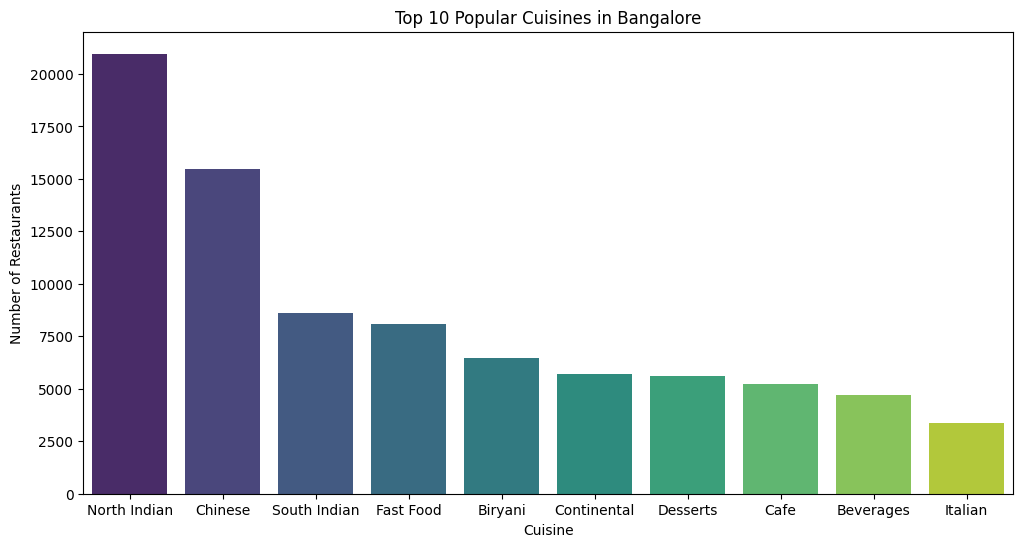 Top 10 Popular Cuisines in Bangalore
Number of Restaurants
20000
17500
15000
12500
10000
7500
5000
2500
0
North Indian Chinese South Indian Fast Food Biryani Continental Desserts Cafe Beverages Italian
Cuisine